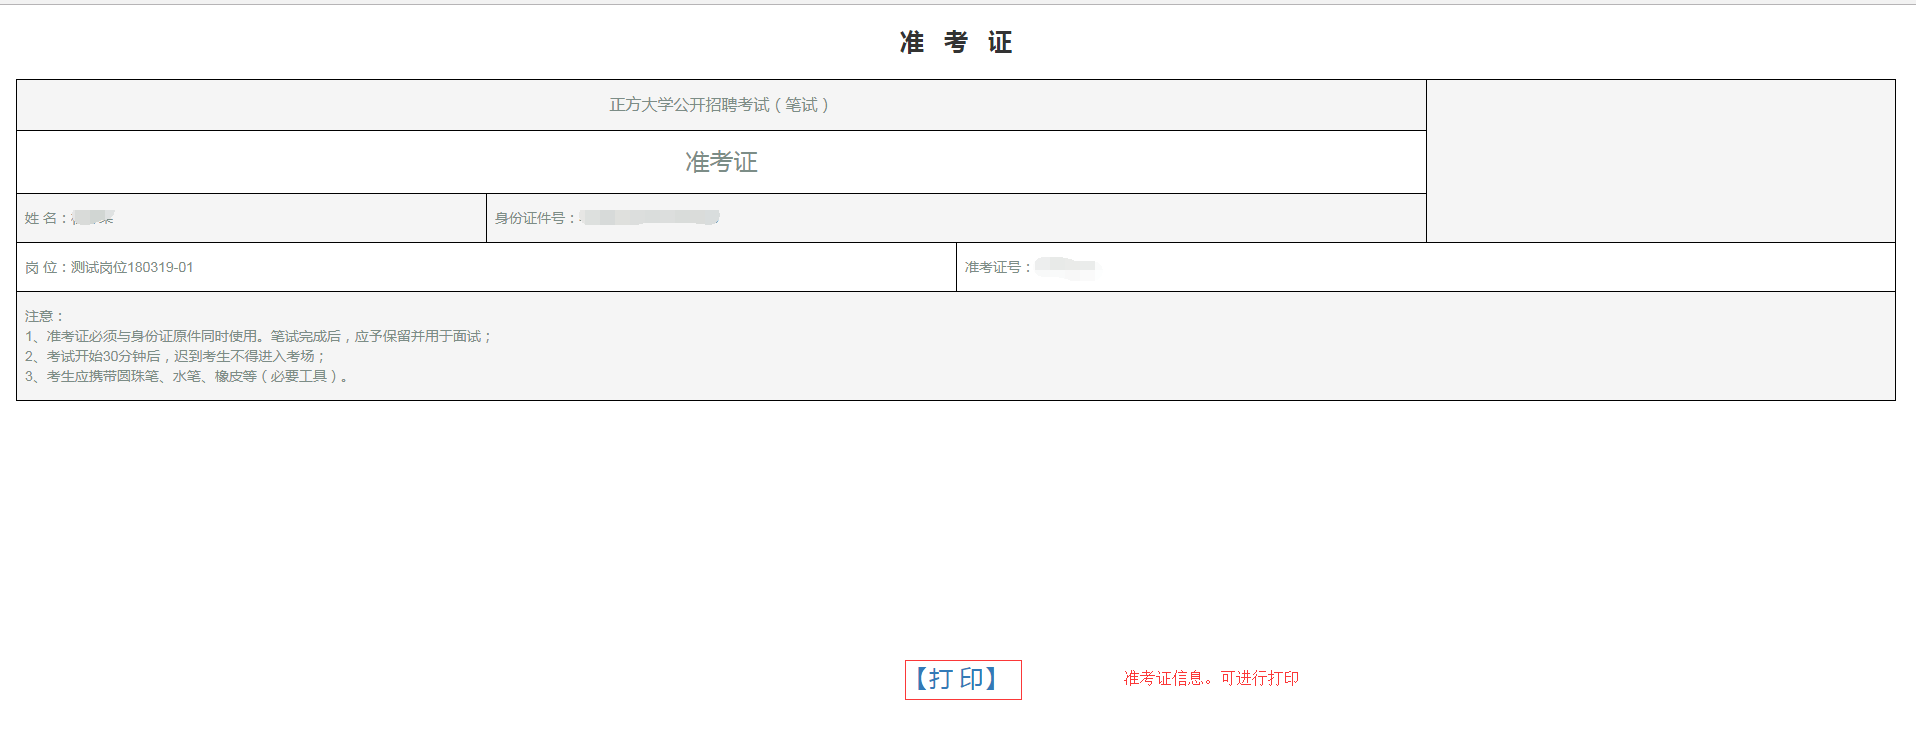 准 考 证
正方大学公开招聘考试（笔试）
准考证
姓 名：
身份证件号：
岗 位：测试岗位180319-01
准考证号：
注意：
1、准考证必须与身份证原件同时使用。笔试完成后，应予保留并用于面试；
2、考试开始30分钟后，迟到考生不得进入考场；
3、考生应携带圆珠笔、水笔、橡皮等（必要工具）。
【打 印】
准考证信息。可进行打印